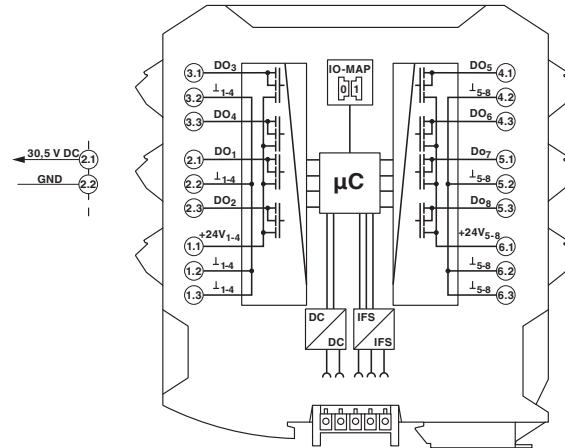 IO-MAP
0 1
3.1 DO3
3.2 ⊥1-4
3.3 DO4
2.1 DO1
2.2 ⊥1-4
2.3 DO2
1.1 +24V1-4
1.2 ⊥1-4
1.3 ⊥1-4
30,5 V DC 2.1
GND 2.2
µC
DC
DC
IFS
IFS
DO5 4.1
⊥5-8 4.2
DO6 4.3
Do7 5.1
⊥5-8 5.2
Do8 5.3
+24V5-8 6.1
⊥5-8 6.2
⊥5-8 6.3